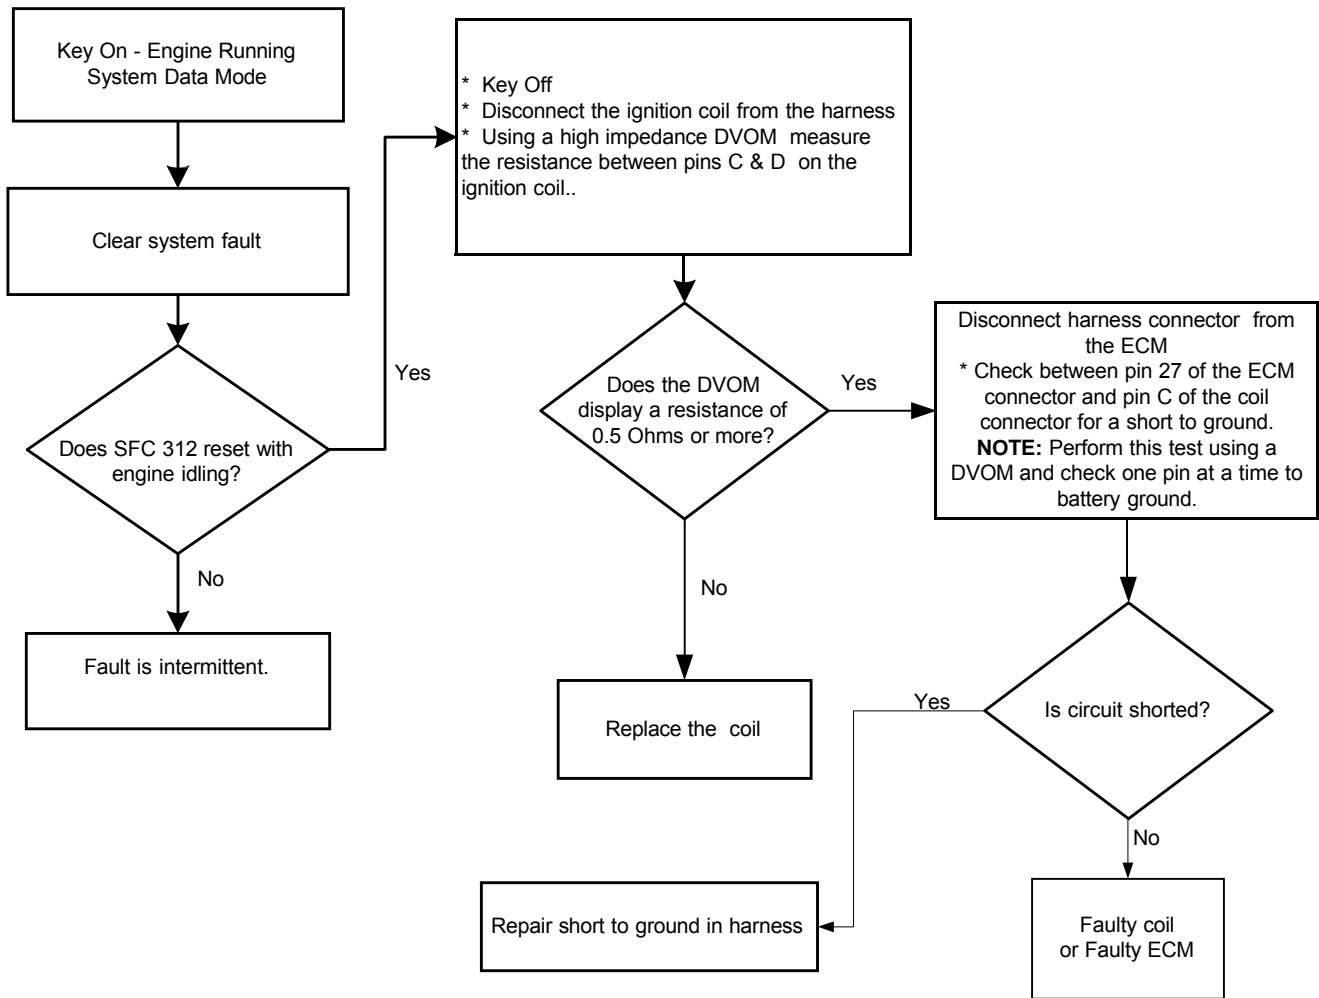 Key On - Engine Running
System Data Mode
Clear system fault
Does SFC 312 reset with
engine idling?
Yes
No
Fault is intermittent.
* Key Off
* Disconnect the ignition coil from the harness
* Using a high impedance DVOM measure
the resistance between pins C & D on the
ignition coil..
Does the DVOM
display a resistance of
0.5 Ohms or more?
Yes
No
Replace the coil
Disconnect harness connector from
the ECM
* Check between pin 27 of the ECM
connector and pin C of the coil
connector for a short to ground.
NOTE: Perform this test using a
DVOM and check one pin at a time to
battery ground.
Is circuit shorted?
Yes
No
Repair short to ground in harness
Faulty coil
or Faulty ECM